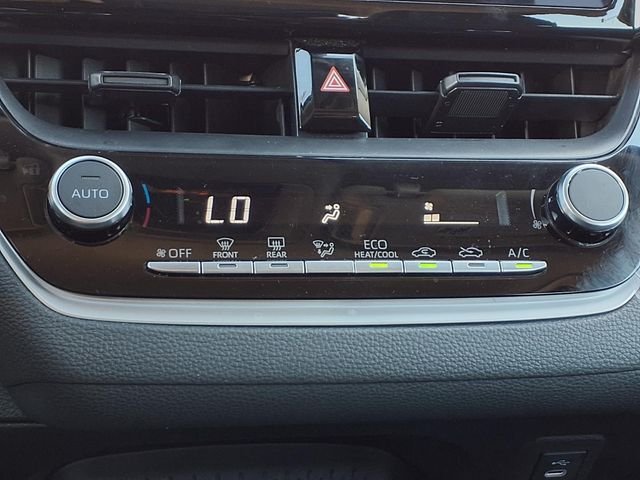 AUTO
LO
OFF
FRONT
REAR
ECO
HEAT/COOL
A/C